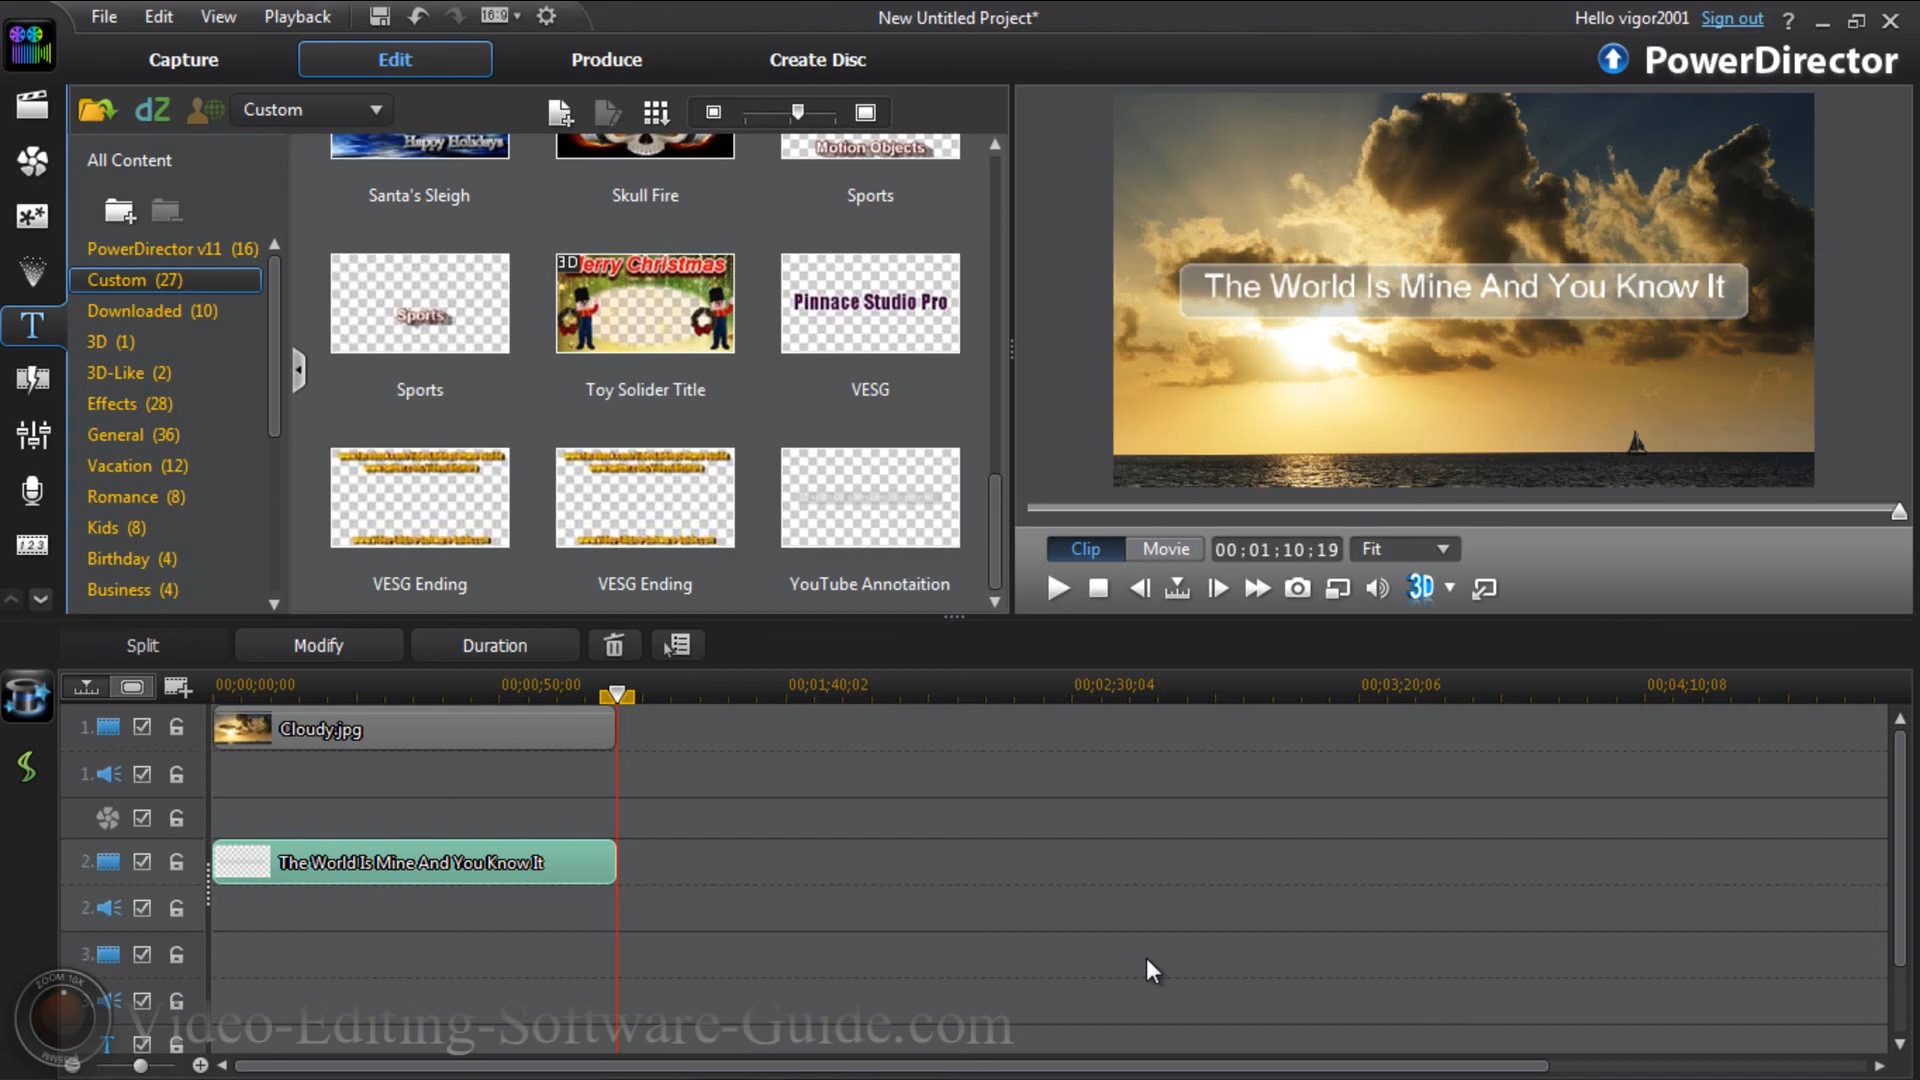 File Edit View Playback 16:9 New Untitled Project* Hello vigor2001 Sign out ?
Capture Edit Produce Create Disc PowerDirector
dZ Custom
All Content
PowerDirector v11 (16)
Custom (27)
Downloaded (10)
3D (1)
3D-Like (2)
Effects (28)
General (36)
Vacation (12)
Romance (8)
Kids (8)
Birthday (4)
Business (4)
Happy Holidays
Motion Objects
Santa's Sleigh Skull Fire Sports
Sports
3D Merry Christmas
Pinnace Studio Pro
Sports Toy Solider Title VESG
VESG Ending VESG Ending YouTube Annotaition
The World Is Mine And You Know It
Clip Movie 00;01;10;19 Fit
3D
Split Modify Duration
00;00;00;00 00;00;50;00 00;01;40;02 00;02;30;04 00;03;20;06 00;04;10;08
1. Cloudy.jpg
1.
2. The World Is Mine And You Know It
2.
3.
3.
T
ZOOM 10X
Video-Editing-Software-Guide.com